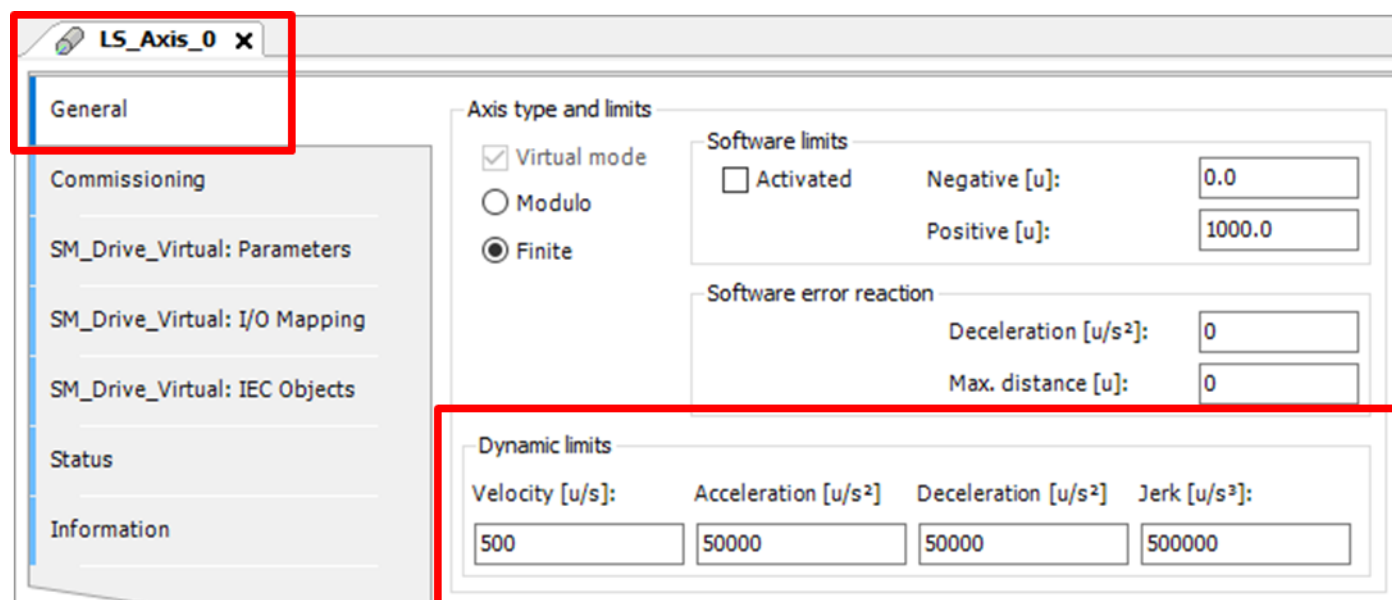 LS_Axis_0
General
Commissioning
SM_Drive_Virtual: Parameters
SM_Drive_Virtual: I/O Mapping
SM_Drive_Virtual: IEC Objects
Status
Information
Axis type and limits
Virtual mode
Modulo
Finite
Software limits
Activated Negative [u]: 0.0
Positive [u]: 1000.0
Software error reaction
Deceleration [u/s²]: 0
Max. distance [u]: 0
Dynamic limits
Velocity [u/s]: Acceleration [u/s²] Deceleration [u/s²] Jerk [u/s³]:
500 50000 50000 500000